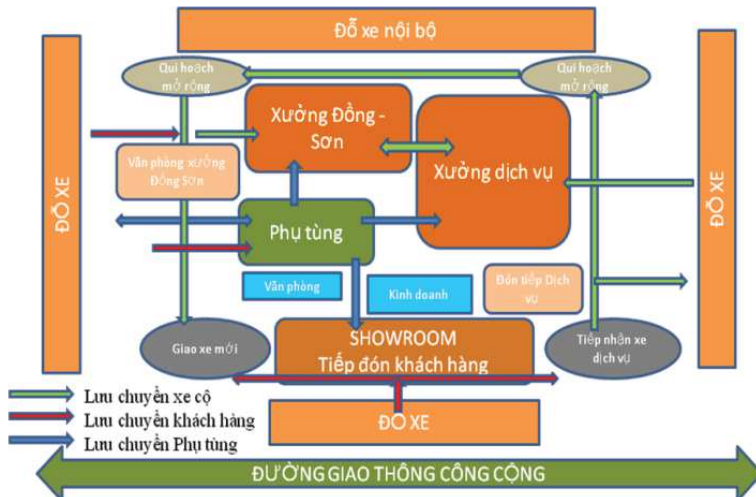 Đỗ xe nội bộ
Qui hoạch
mở rộng
Qui hoạch
mở rộng
Xưởng Đồng -
Sơn
Xưởng dịch vụ
Văn phòng xưởng
Đồng Sơn
ĐỖ XE
ĐỖ XE
Phụ tùng
Văn phòng
Kinh doanh
Đón tiếp Dịch
vụ
Giao xe mới
SHOWROOM
Tiếp đón khách hàng
Tiếp nhận xe
dịch vụ
Lưu chuyển xe cộ
Lưu chuyển khách hàng
Lưu chuyển Phụ tùng
ĐỖ XE
ĐƯỜNG GIAO THÔNG CÔNG CỘNG